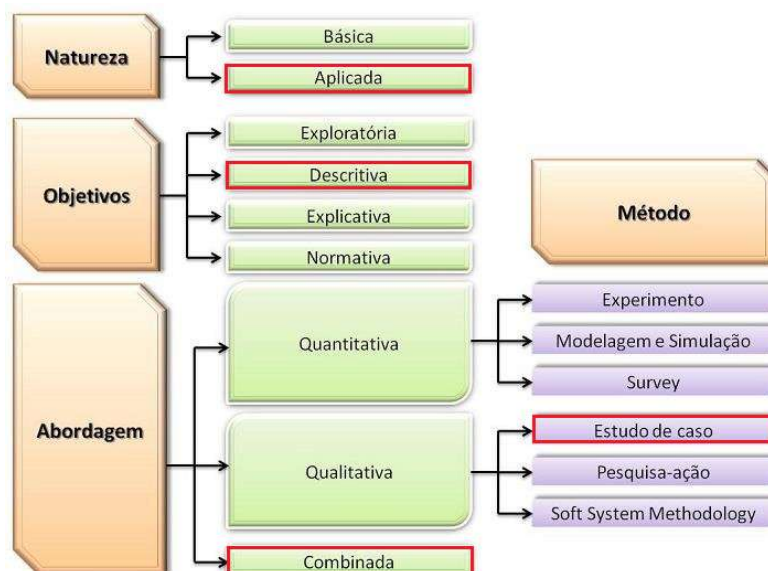 Natureza
Básica
Aplicada
Objetivos
Exploratória
Descritiva
Explicativa
Normativa
Método
Abordagem
Quantitativa
Experimento
Modelagem e Simulação
Survey
Qualitativa
Estudo de caso
Pesquisa-ação
Soft System Methodology
Combinada